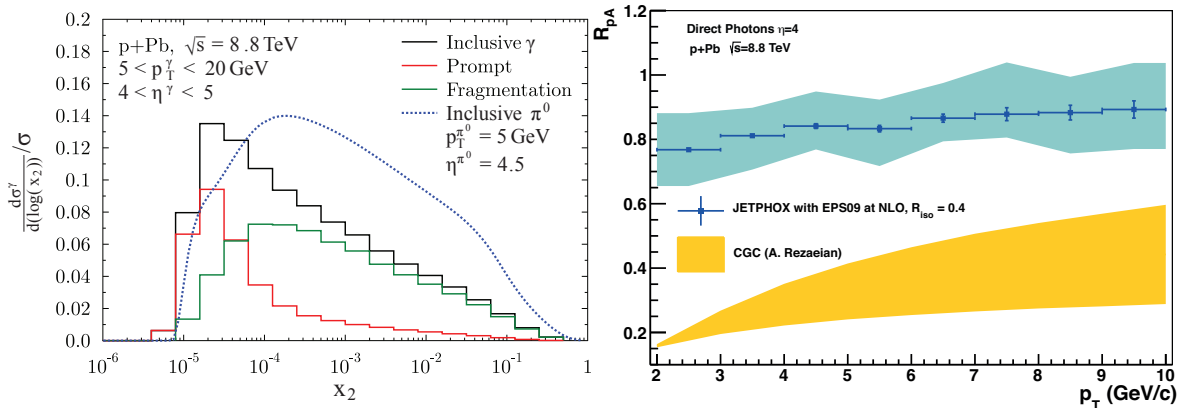 0.2
0.18
0.16
0.14
0.12
0.1
0.08
0.06
0.04
0.02
0.00
dσ^γ/d(log(x₂))/σ
p+Pb, √s = 8.8 TeV
5 < p_T^γ < 20 GeV
4 < η^γ < 5
Inclusive γ
Prompt
Fragmentation
Inclusive π⁰
p_T^π⁰ = 5 GeV
η^π⁰ = 4.5
10⁻⁶ 10⁻⁵ 10⁻⁴ 10⁻³ 10⁻² 10⁻¹ 1
x₂
R_pA
1.2
1
0.8
0.6
0.4
0.2
Direct Photons η=4
p+Pb √s=8.8 TeV
JETPHOX with EPS09 at NLO, R_iso = 0.4
CGC (A. Rezaeian)
2 3 4 5 6 7 8 9 10
p_T (GeV/c)